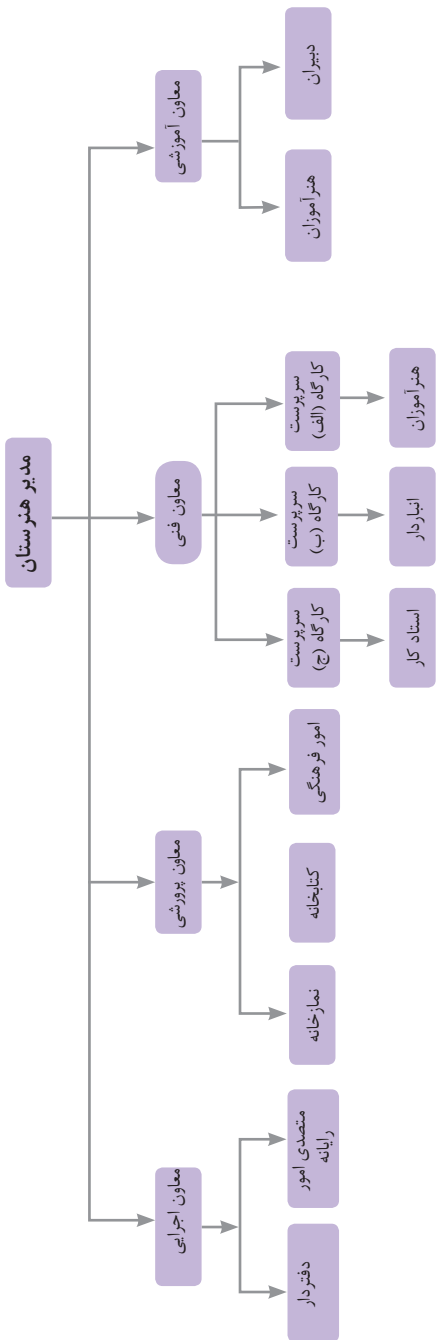 مدیر هنرستان
معاون آموزشی
معاون فنی
معاون پرورشی
معاون اجرایی
دبیران
هنرآموزان
سرپرست
کارگاه (الف)
سرپرست
کارگاه (ب)
سرپرست
کارگاه (ج)
امور فرهنگی
کتابخانه
نمازخانه
متصدی امور
رایانه
دفتردار
هنرآموزان
انباردار
استاد کار